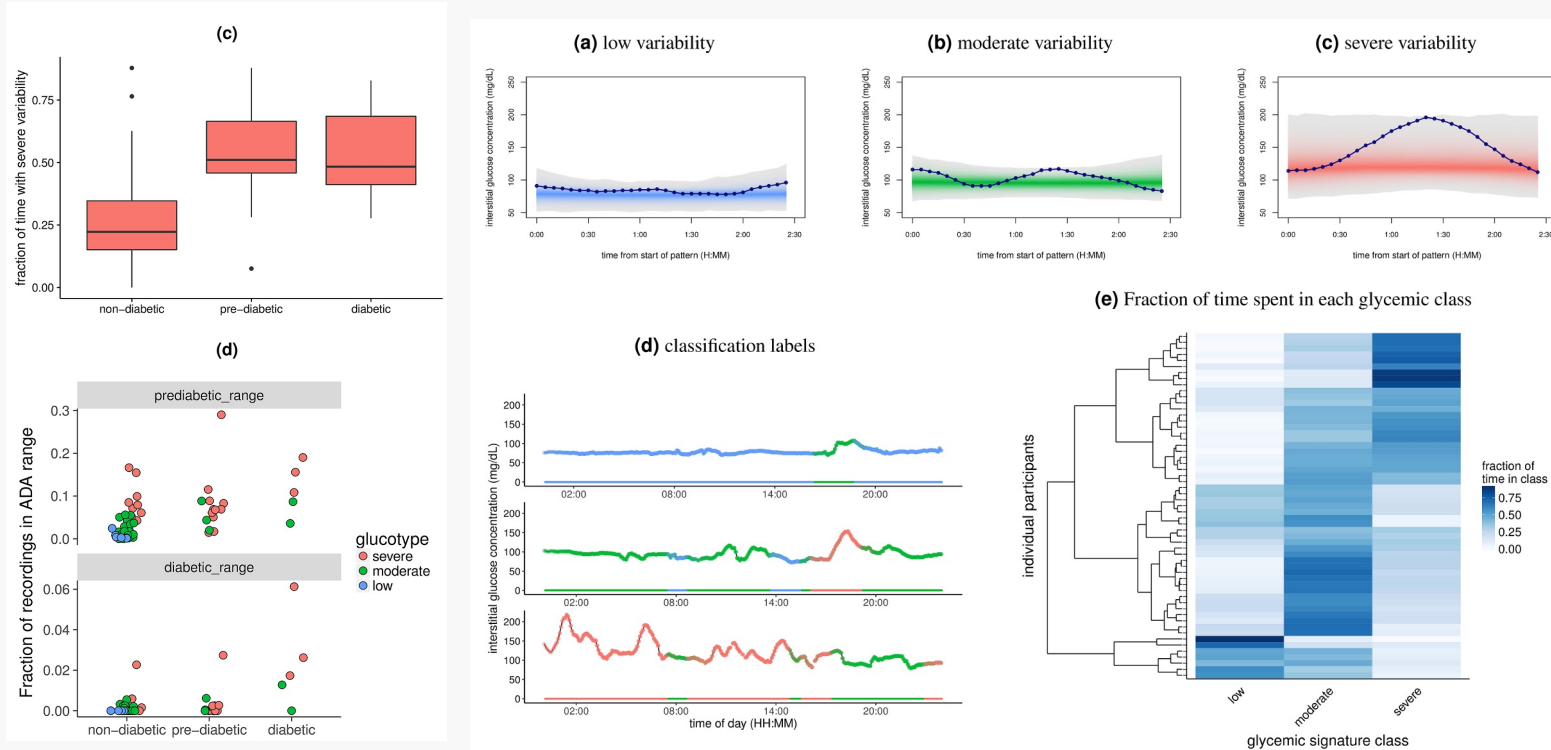 (c)
fraction of time with severe variability
0.75
0.50
0.25
0.00
non−diabetic pre−diabetic diabetic
(d)
Fraction of recordings in ADA range
prediabetic_range
0.3
0.2
0.1
0.0
diabetic_range
0.06
0.04
0.02
0.00
non−diabetic pre−diabetic diabetic
glucotype
severe
moderate
low
(a) low variability
interstitial glucose concentration (mg/dL)
250
200
150
100
50
0:00 0:30 1:00 1:30 2:00 2:30
time from start of pattern (H:MM)
(b) moderate variability
interstitial glucose concentration (mg/dL)
250
200
150
100
50
0:00 0:30 1:00 1:30 2:00 2:30
time from start of pattern (H:MM)
(c) severe variability
interstitial glucose concentration (mg/dL)
250
200
150
100
50
0:00 0:30 1:00 1:30 2:00 2:30
time from start of pattern (H:MM)
(d) classification labels
interstitial glucose concentration (mg/dL)
200
150
100
50
0
02:00 08:00 14:00 20:00
200
150
100
50
0
02:00 08:00 14:00 20:00
200
150
100
50
0
02:00 08:00 14:00 20:00
time of day (HH:MM)
(e) Fraction of time spent in each glycemic class
individual participants
low
moderate
severe
glycemic signature class
fraction of
time in class
0.75
0.50
0.25
0.00